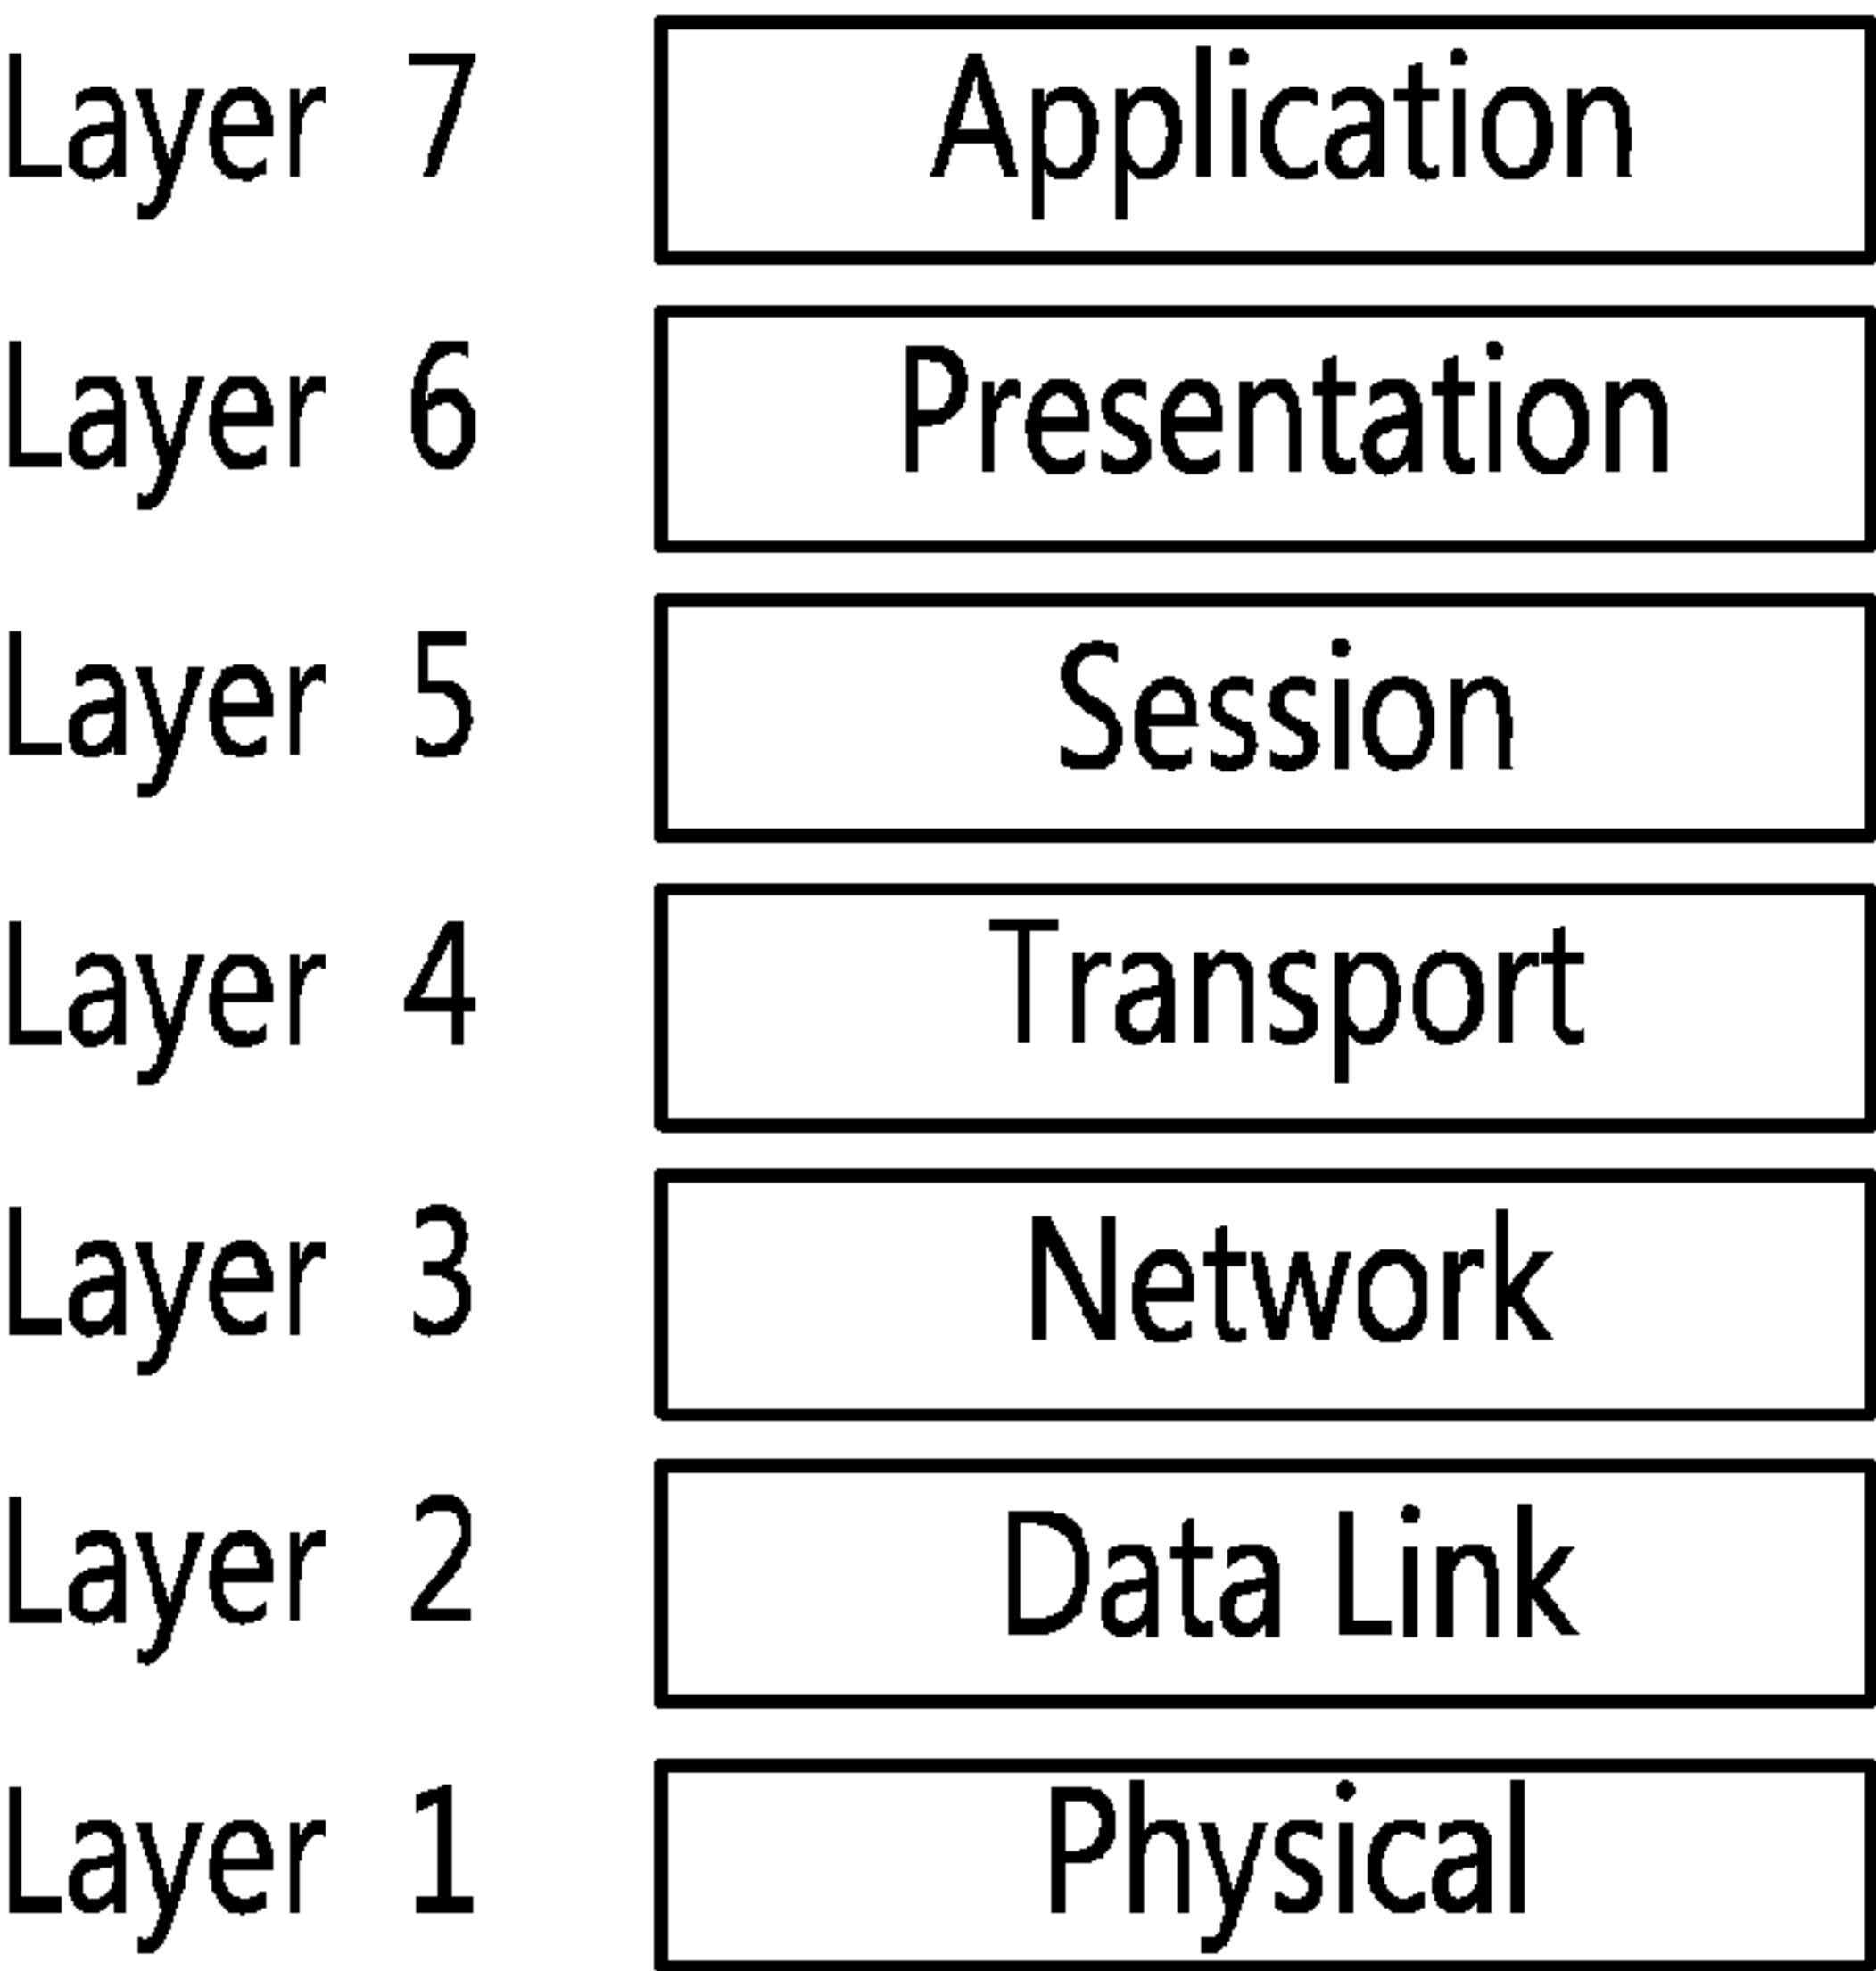 Layer 7 Application
Layer 6 Presentation
Layer 5 Session
Layer 4 Transport
Layer 3 Network
Layer 2 Data Link
Layer 1 Physical